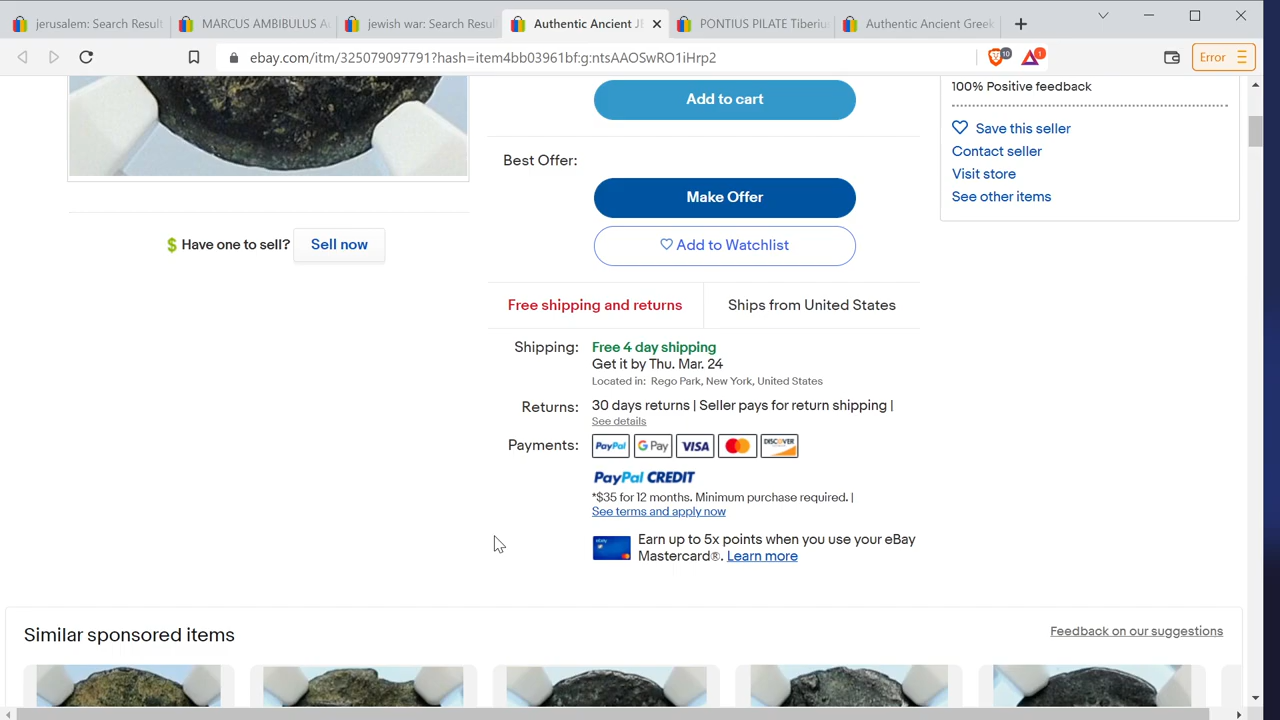 jerusalem: Search Result
MARCUS AMBIBULUS Au
jewish war: Search Resul
Authentic Ancient JE
PONTIUS PILATE Tiberiu
Authentic Ancient Greek
ebay.com/itm/225079097791?hash=item4bb03961bf:g:ntsAAOSwRO1iHrp2
10
1
Error
Add to cart
100% Positive feedback
Save this seller
Contact seller
Visit store
See other items
Best Offer:
Make Offer
Add to Watchlist
Have one to sell? Sell now
Free shipping and returns
Ships from United States
Shipping: Free 4 day shipping
Get it by Thu. Mar. 24
Located in: Rego Park, New York, United States
Returns: 30 days returns | Seller pays for return shipping |
See details
Payments: PayPal G Pay VISA DISCOVER
PayPal CREDIT
*$35 for 12 months. Minimum purchase required. |
See terms and apply now
Earn up to 5x points when you use your eBay
Mastercard®. Learn more
Similar sponsored items
Feedback on our suggestions